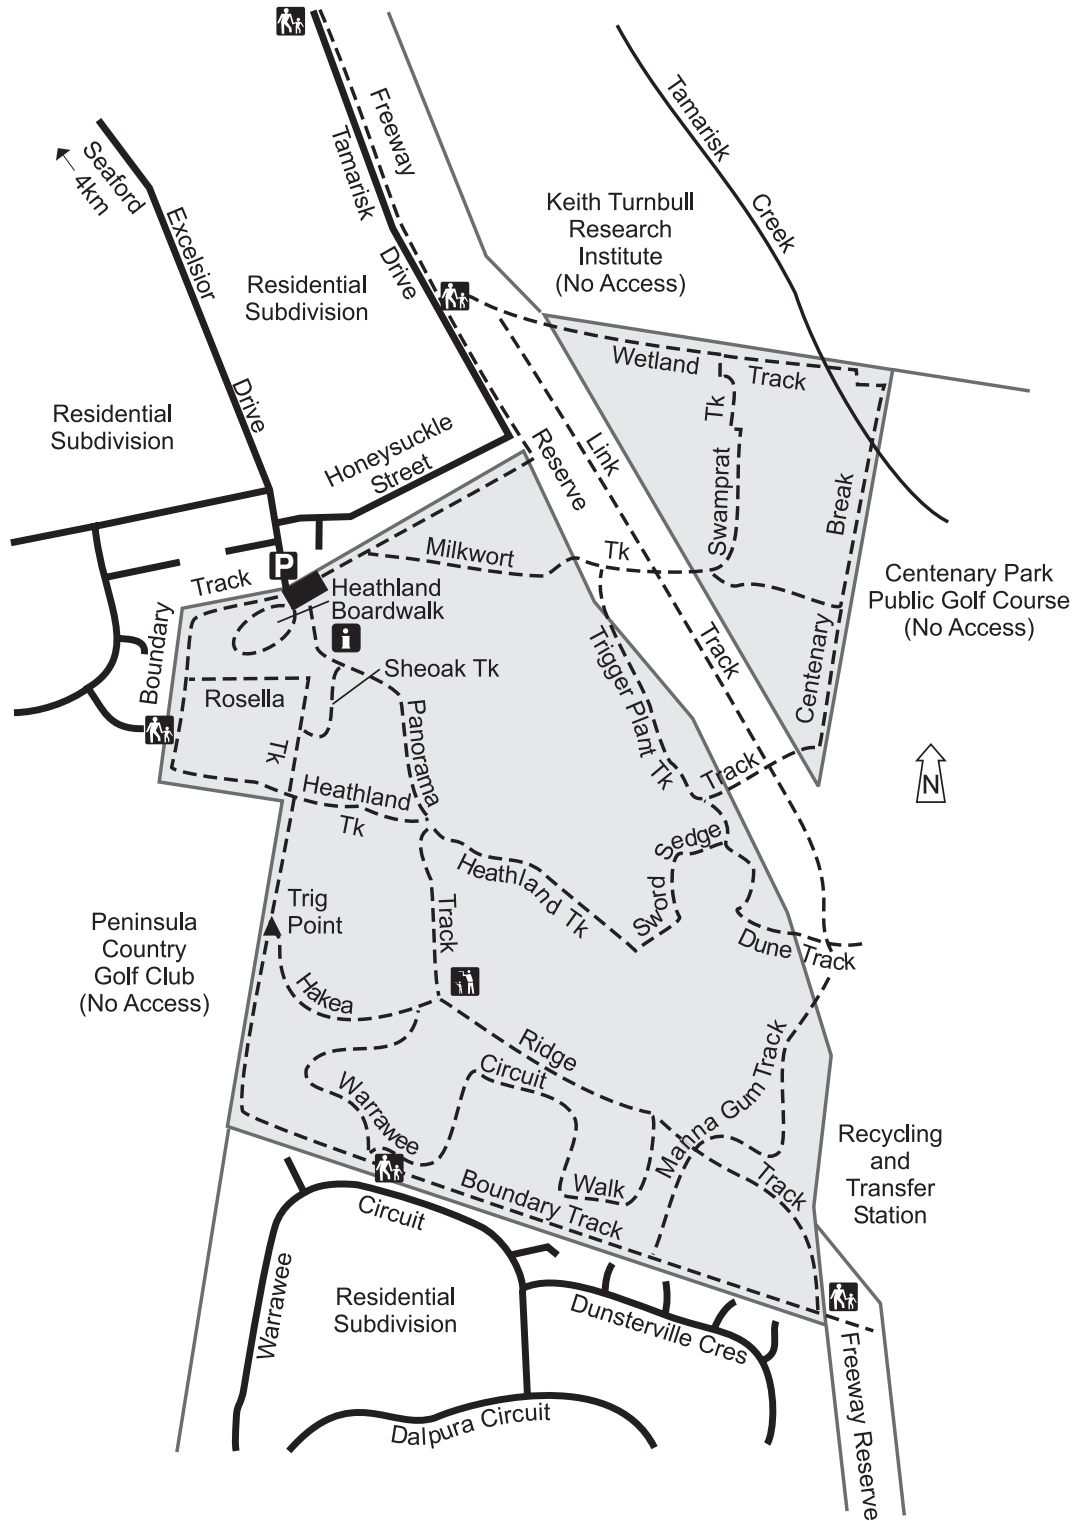 Freeway
Tamarisk
Drive
Tamarisk
Creek
Seaford
4km
Excelsior
Drive
Keith Turnbull
Research
Institute
(No Access)
Residential
Subdivision
Wetland
Track
Residential
Subdivision
Honeysuckle
Street
Reserve
Link
Track
Swamprat
Tk
Break
Centenary
Milkwort
Tk
P
Track
Boundary
Heathland
Boardwalk
i
Centenary Park
Public Golf Course
(No Access)
Sheoak Tk
Rosella
Tk
Panorama
Track
Trigger Plant Tk
Track
N
Heathland
Tk
Heathland Tk
Sword
Sedge
Trig
Point
Peninsula
Country
Golf Club
(No Access)
Dune Track
Hakea
Ridge
Track
Circuit
Manna Gum Track
Warrawee
Walk
Recycling
and
Transfer
Station
Boundary Track
Circuit
Warrawee
Residential
Subdivision
Dunsterville Cres
Dalpura Circuit
Freeway Reserve